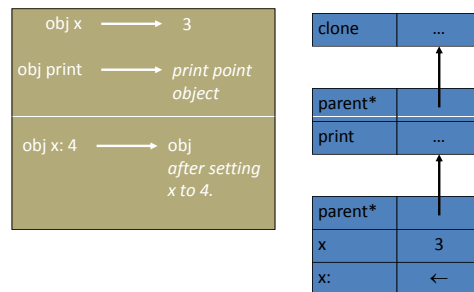 obj x → 3
obj print → print point
object
obj x: 4 → obj
after setting
x to 4.
clone ...
parent*
print ...
parent*
x 3
x: ←